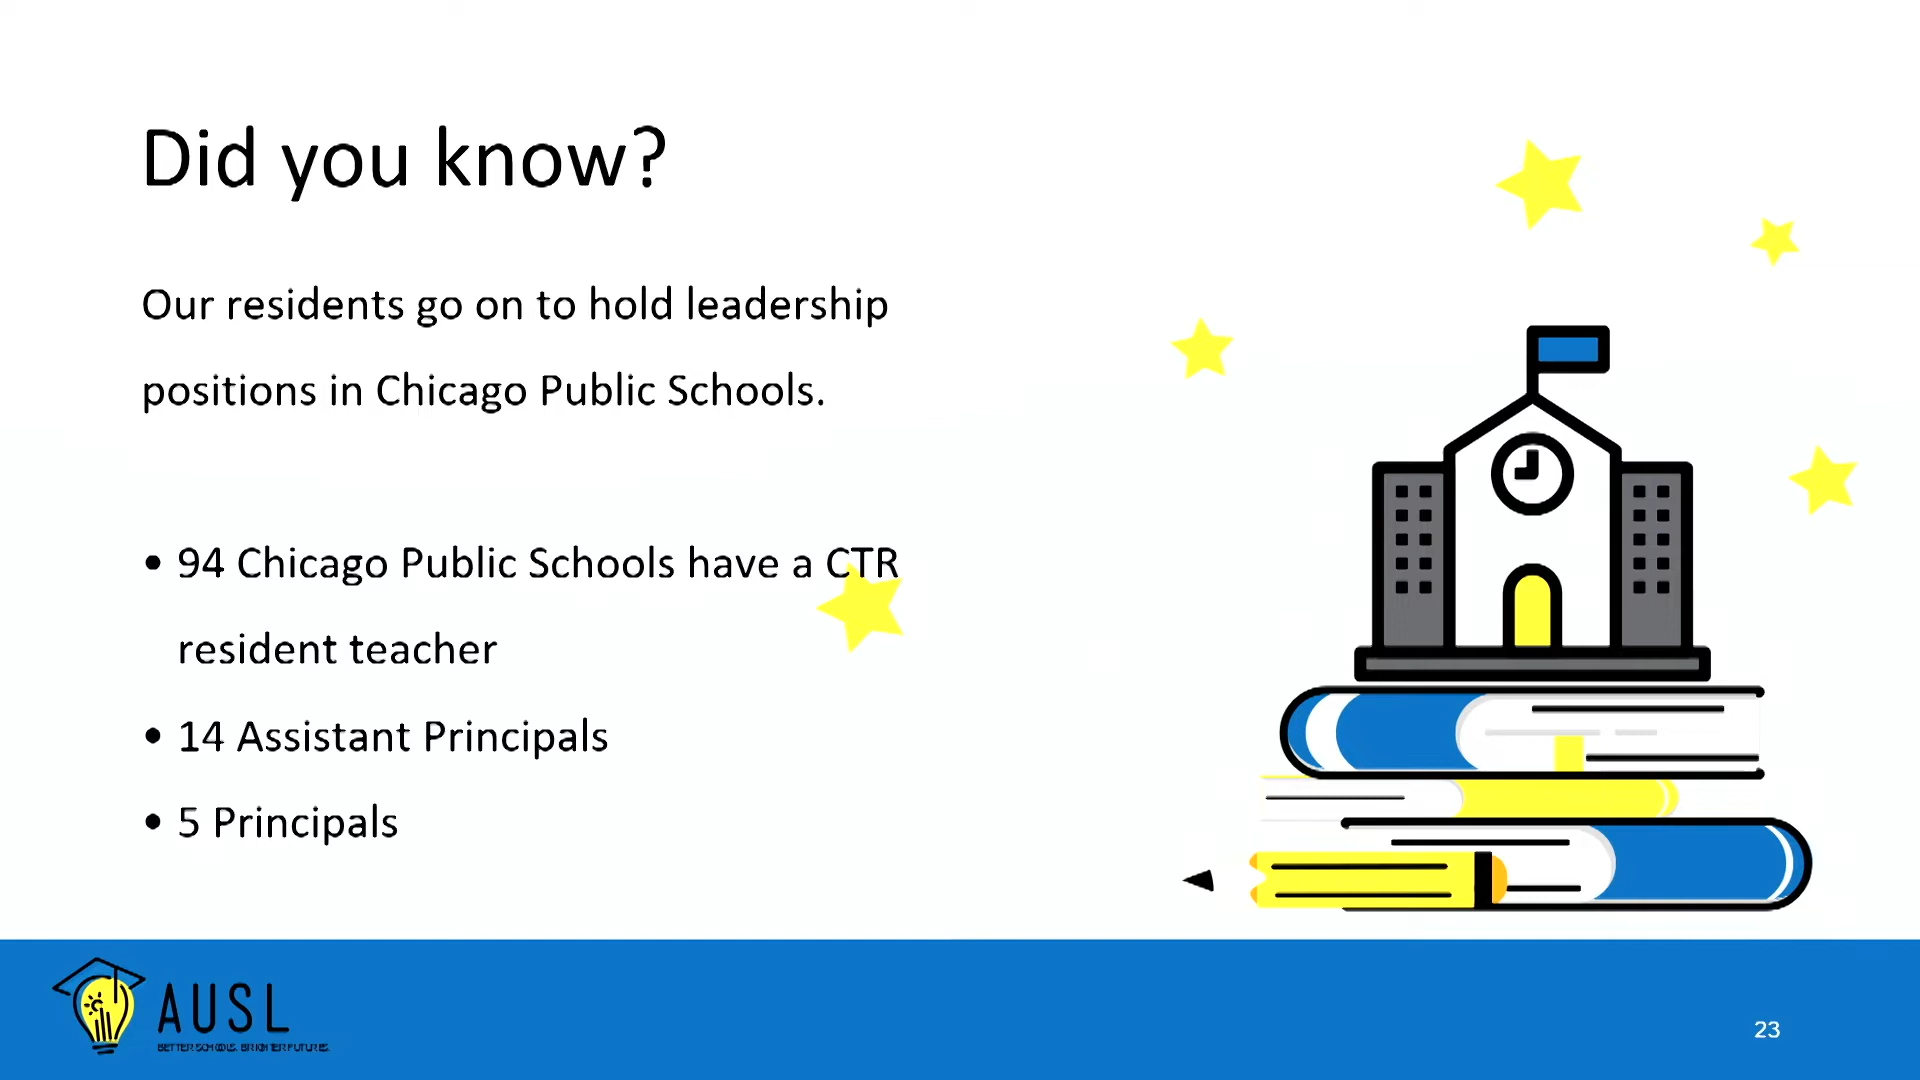 Did you know?
Our residents go on to hold leadership
positions in Chicago Public Schools.
• 94 Chicago Public Schools have a CTR
resident teacher
• 14 Assistant Principals
• 5 Principals
AUSL
BETTER SCHOOLS. BRIGHTER FUTURES.
23